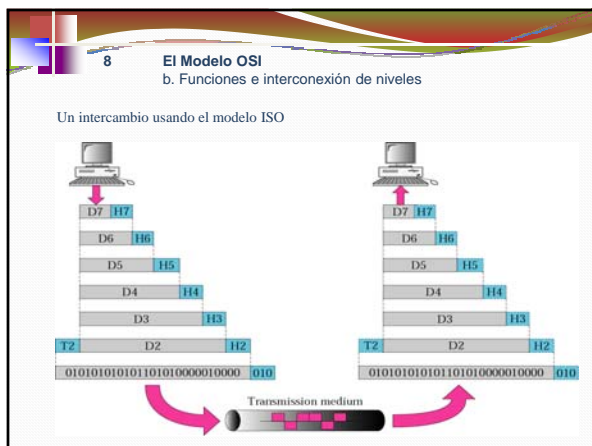 8 El Modelo OSI
b. Funciones e interconexión de niveles
Un intercambio usando el modelo ISO
D7 H7
D6 H6
D5 H5
D4 H4
D3 H3
T2 D2 H2
010101010101101010000010000 010
D7 H7
D6 H6
D5 H5
D4 H4
D3 H3
T2 D2 H2
010101010101101010000010000 010
Transmission medium